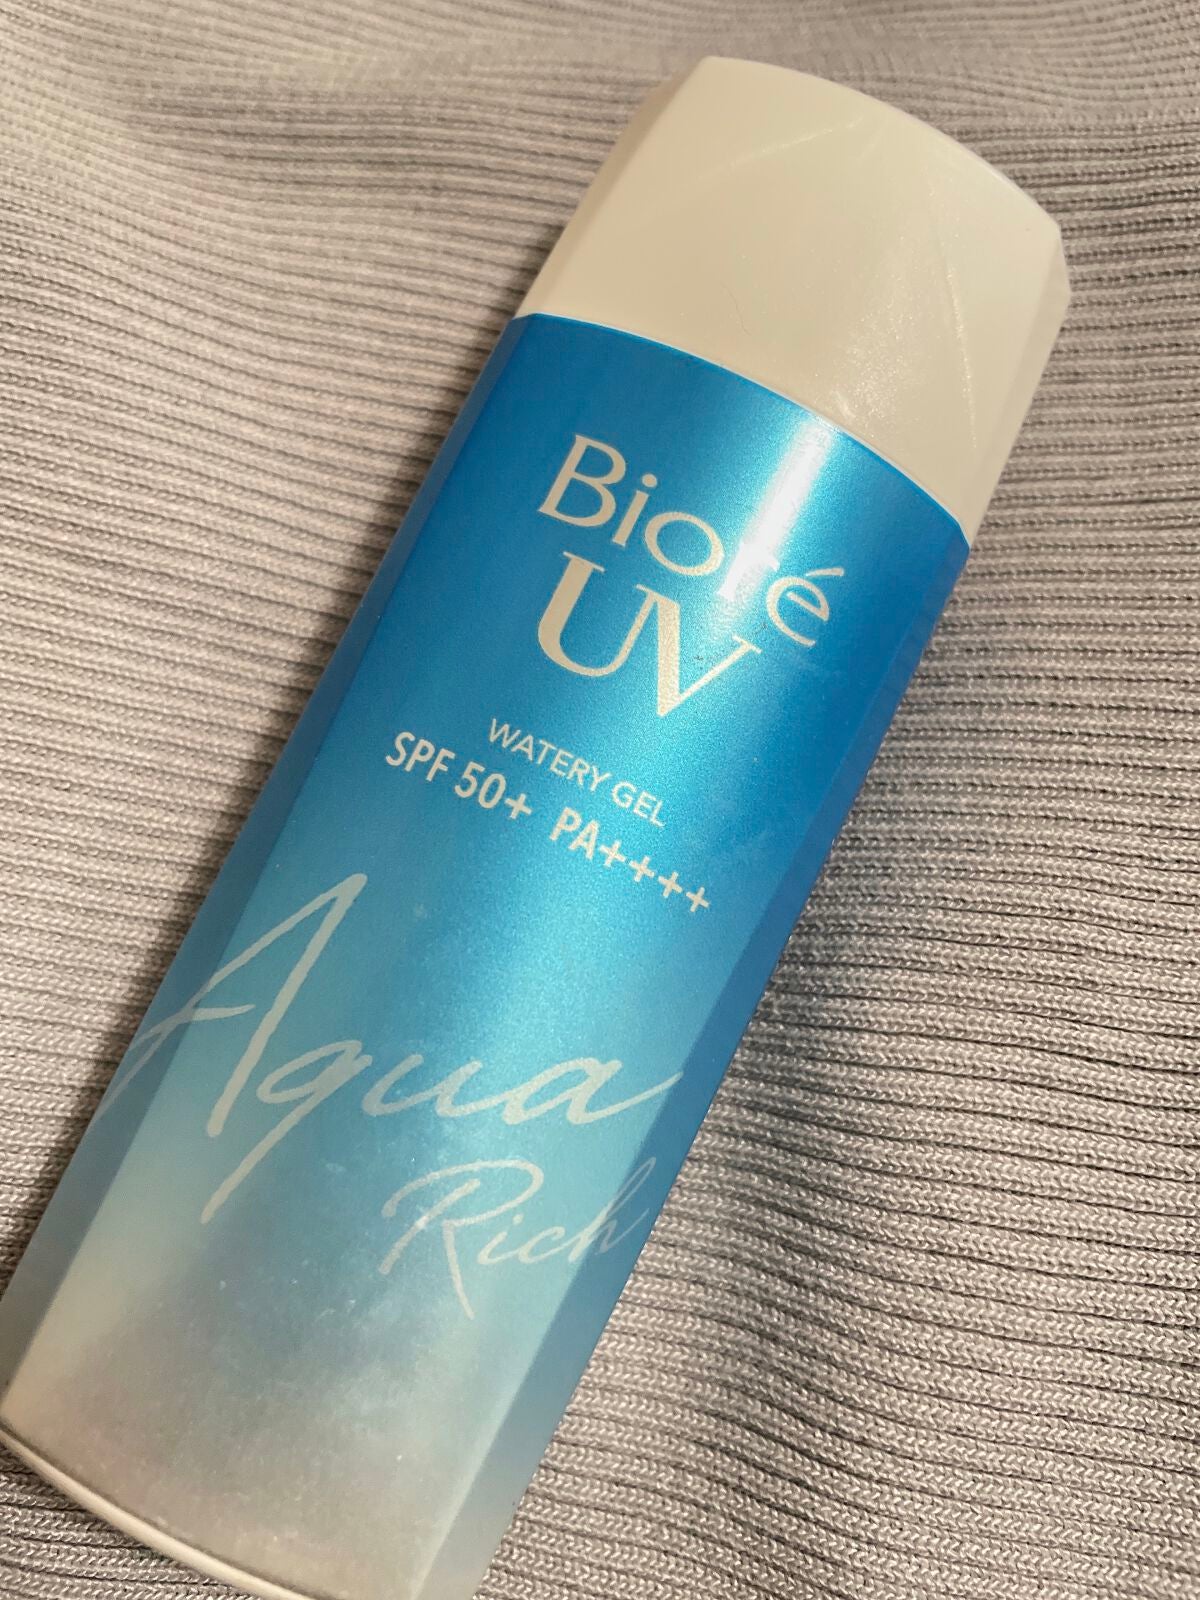 Bioré
UV
WATERY GEL
SPF 50+ PA++++
Aqua
Rich